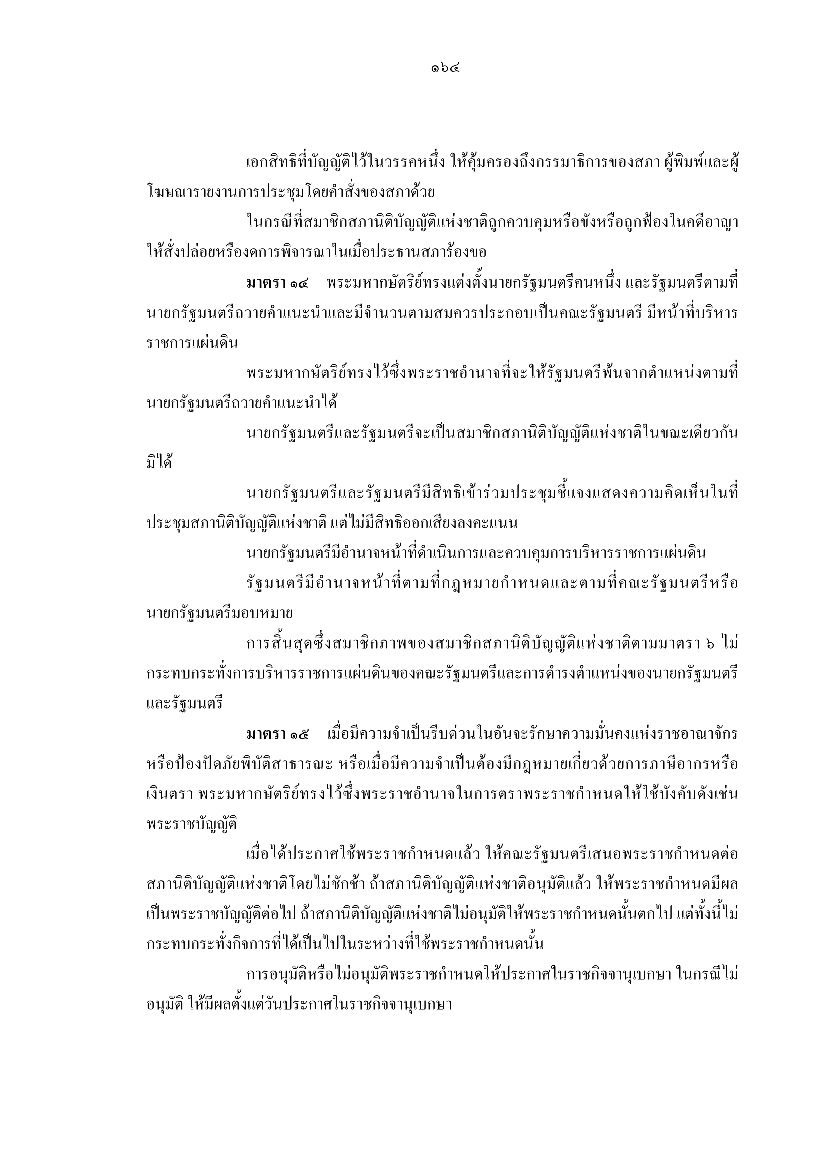 ๑๖๔
เอกสิทธิที่บัญญัติไว้ในวรรคหนึ่ง ให้คุ้มครองถึงกรรมาธิการของสภา ผู้พิมพ์และผู้
โฆษณารายงานการประชุมโดยคำสั่งของสภาด้วย
ในกรณีที่สมาชิกสภานิติบัญญัติแห่งชาติถูกควบคุมหรือขังหรือถูกฟ้องในคดีอาญา
ให้สั่งปล่อยหรืองดการพิจารณาในเมื่อประธานสภาร้องขอ
มาตรา ๑๔ พระมหากษัตริย์ทรงแต่งตั้งนายกรัฐมนตรีคนหนึ่ง และรัฐมนตรีตามที่
นายกรัฐมนตรีถวายคำแนะนำและมีจำนวนตามสมควรประกอบเป็นคณะรัฐมนตรี มีหน้าที่บริหาร
ราชการแผ่นดิน
พระมหากษัตริย์ทรงไว้ซึ่งพระราชอำนาจที่จะให้รัฐมนตรีพ้นจากตำแหน่งตามที่
นายกรัฐมนตรีถวายคำแนะนำได้
นายกรัฐมนตรีและรัฐมนตรีจะเป็นสมาชิกสภานิติบัญญัติแห่งชาติในขณะเดียวกัน
มิได้
นายกรัฐมนตรีและรัฐมนตรีมีสิทธิเข้าร่วมประชุมชี้แจงแสดงความคิดเห็นในที่
ประชุมสภานิติบัญญัติแห่งชาติ แต่ไม่มีสิทธิออกเสียงลงคะแนน
นายกรัฐมนตรีมีอำนาจหน้าที่ดำเนินการและควบคุมการบริหารราชการแผ่นดิน
รัฐมนตรีมีอำนาจหน้าที่ตามที่กฎหมายกำหนดและตามที่คณะรัฐมนตรีหรือ
นายกรัฐมนตรีมอบหมาย
การสิ้นสุดซึ่งสมาชิกภาพของสมาชิกสภานิติบัญญัติแห่งชาติตามมาตรา ๖ ไม่
กระทบกระทั่งการบริหารราชการแผ่นดินของคณะรัฐมนตรีและการดำรงตำแหน่งของนายกรัฐมนตรี
และรัฐมนตรี
มาตรา ๑๕ เมื่อมีความจำเป็นรีบด่วนในอันจะรักษาความมั่นคงแห่งราชอาณาจักร
หรือป้องปัดภัยพิบัติสาธารณะ หรือเมื่อมีความจำเป็นต้องมีกฎหมายเกี่ยวด้วยการภาษีอากรหรือ
เงินตรา พระมหากษัตริย์ทรงไว้ซึ่งพระราชอำนาจในการตราพระราชกำหนดให้ใช้บังคับดังเช่น
พระราชบัญญัติ
เมื่อได้ประกาศใช้พระราชกำหนดแล้ว ให้คณะรัฐมนตรีเสนอพระราชกำหนดต่อ
สภานิติบัญญัติแห่งชาติโดยไม่ชักช้า ถ้าสภานิติบัญญัติแห่งชาติอนุมัติแล้ว ให้พระราชกำหนดมีผล
เป็นพระราชบัญญัติต่อไป ถ้าสภานิติบัญญัติแห่งชาติไม่อนุมัติให้พระราชกำหนดนั้นตกไป แต่ทั้งนี้ไม่
กระทบกระทั่งกิจการที่ได้เป็นไปในระหว่างที่ใช้พระราชกำหนดนั้น
การอนุมัติหรือไม่อนุมัติพระราชกำหนดให้ประกาศในราชกิจจานุเบกษา ในกรณีไม่
อนุมัติ ให้มีผลตั้งแต่วันประกาศในราชกิจจานุเบกษา